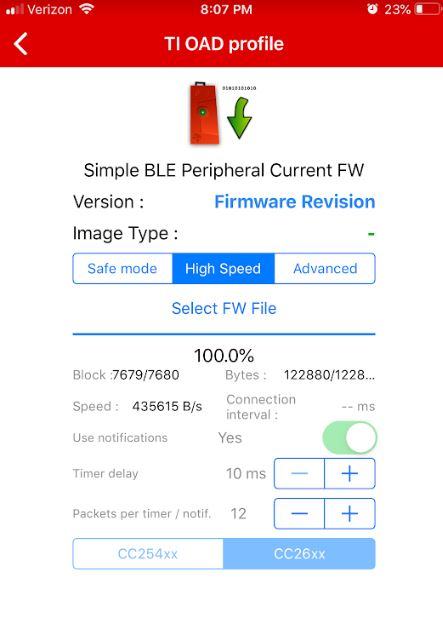 Verizon 8:07 PM 23%
TI OAD profile
01010101010
Simple BLE Peripheral Current FW
Version : Firmware Revision
Image Type : -
Safe mode High Speed Advanced
Select FW File
100.0%
Block :7679/7680 Bytes : 122880/1228...
Speed : 435615 B/s Connection interval : -- ms
Use notifications Yes
Timer delay 10 ms − +
Packets per timer / notif. 12 − +
CC254xx CC26xx